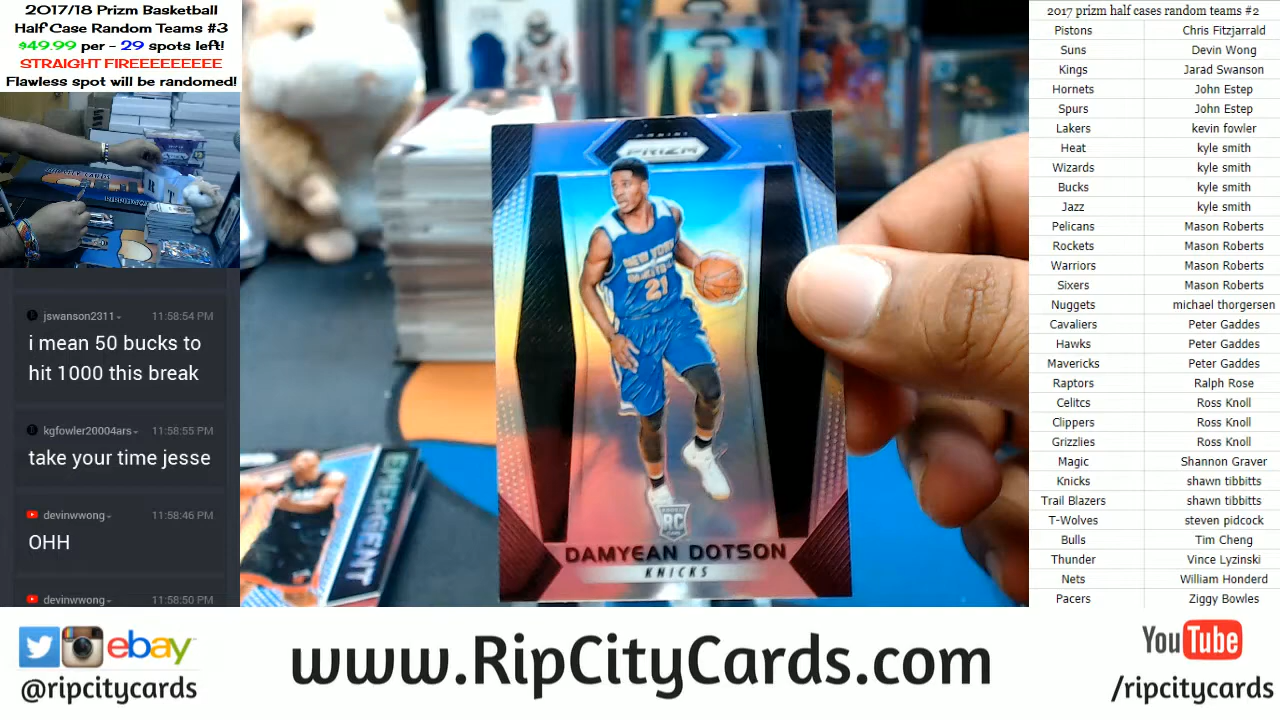 2017/18 Prizm Basketball
Half Case Random Teams #3
$49.99 per - 29 spots left!
STRAIGHT FIREEEEEEEEE
Flawless spot will be randomed!
jswanson2311
11:58:54 PM
i mean 50 bucks to
hit 1000 this break
kgfowler20004ars
11:58:55 PM
take your time jesse
devinwwong
11:58:46 PM
OHH
devinwwong
11:58:50 PM
PANINI
PRIZM
NEW YORK
21
RC
DAMYEAN DOTSON
KNICKS
EMERGENT
2017 prizm half cases random teams #2
Pistons Chris Fitzjarrald
Suns Devin Wong
Kings Jarad Swanson
Hornets John Estep
Spurs John Estep
Lakers kevin fowler
Heat kyle smith
Wizards kyle smith
Bucks kyle smith
Jazz kyle smith
Pelicans Mason Roberts
Rockets Mason Roberts
Warriors Mason Roberts
Sixers Mason Roberts
Nuggets michael thorgersen
Cavaliers Peter Gaddes
Hawks Peter Gaddes
Mavericks Peter Gaddes
Raptors Ralph Rose
Celitcs Ross Knoll
Clippers Ross Knoll
Grizzlies Ross Knoll
Magic Shannon Graver
Knicks shawn tibbitts
Trail Blazers shawn tibbitts
T-Wolves steven pidcock
Bulls Tim Cheng
Thunder Vince Lyzinski
Nets William Honderd
Pacers Ziggy Bowles
ebay
@ripcitycards
www.RipCityCards.com
YouTube
/ripcitycards